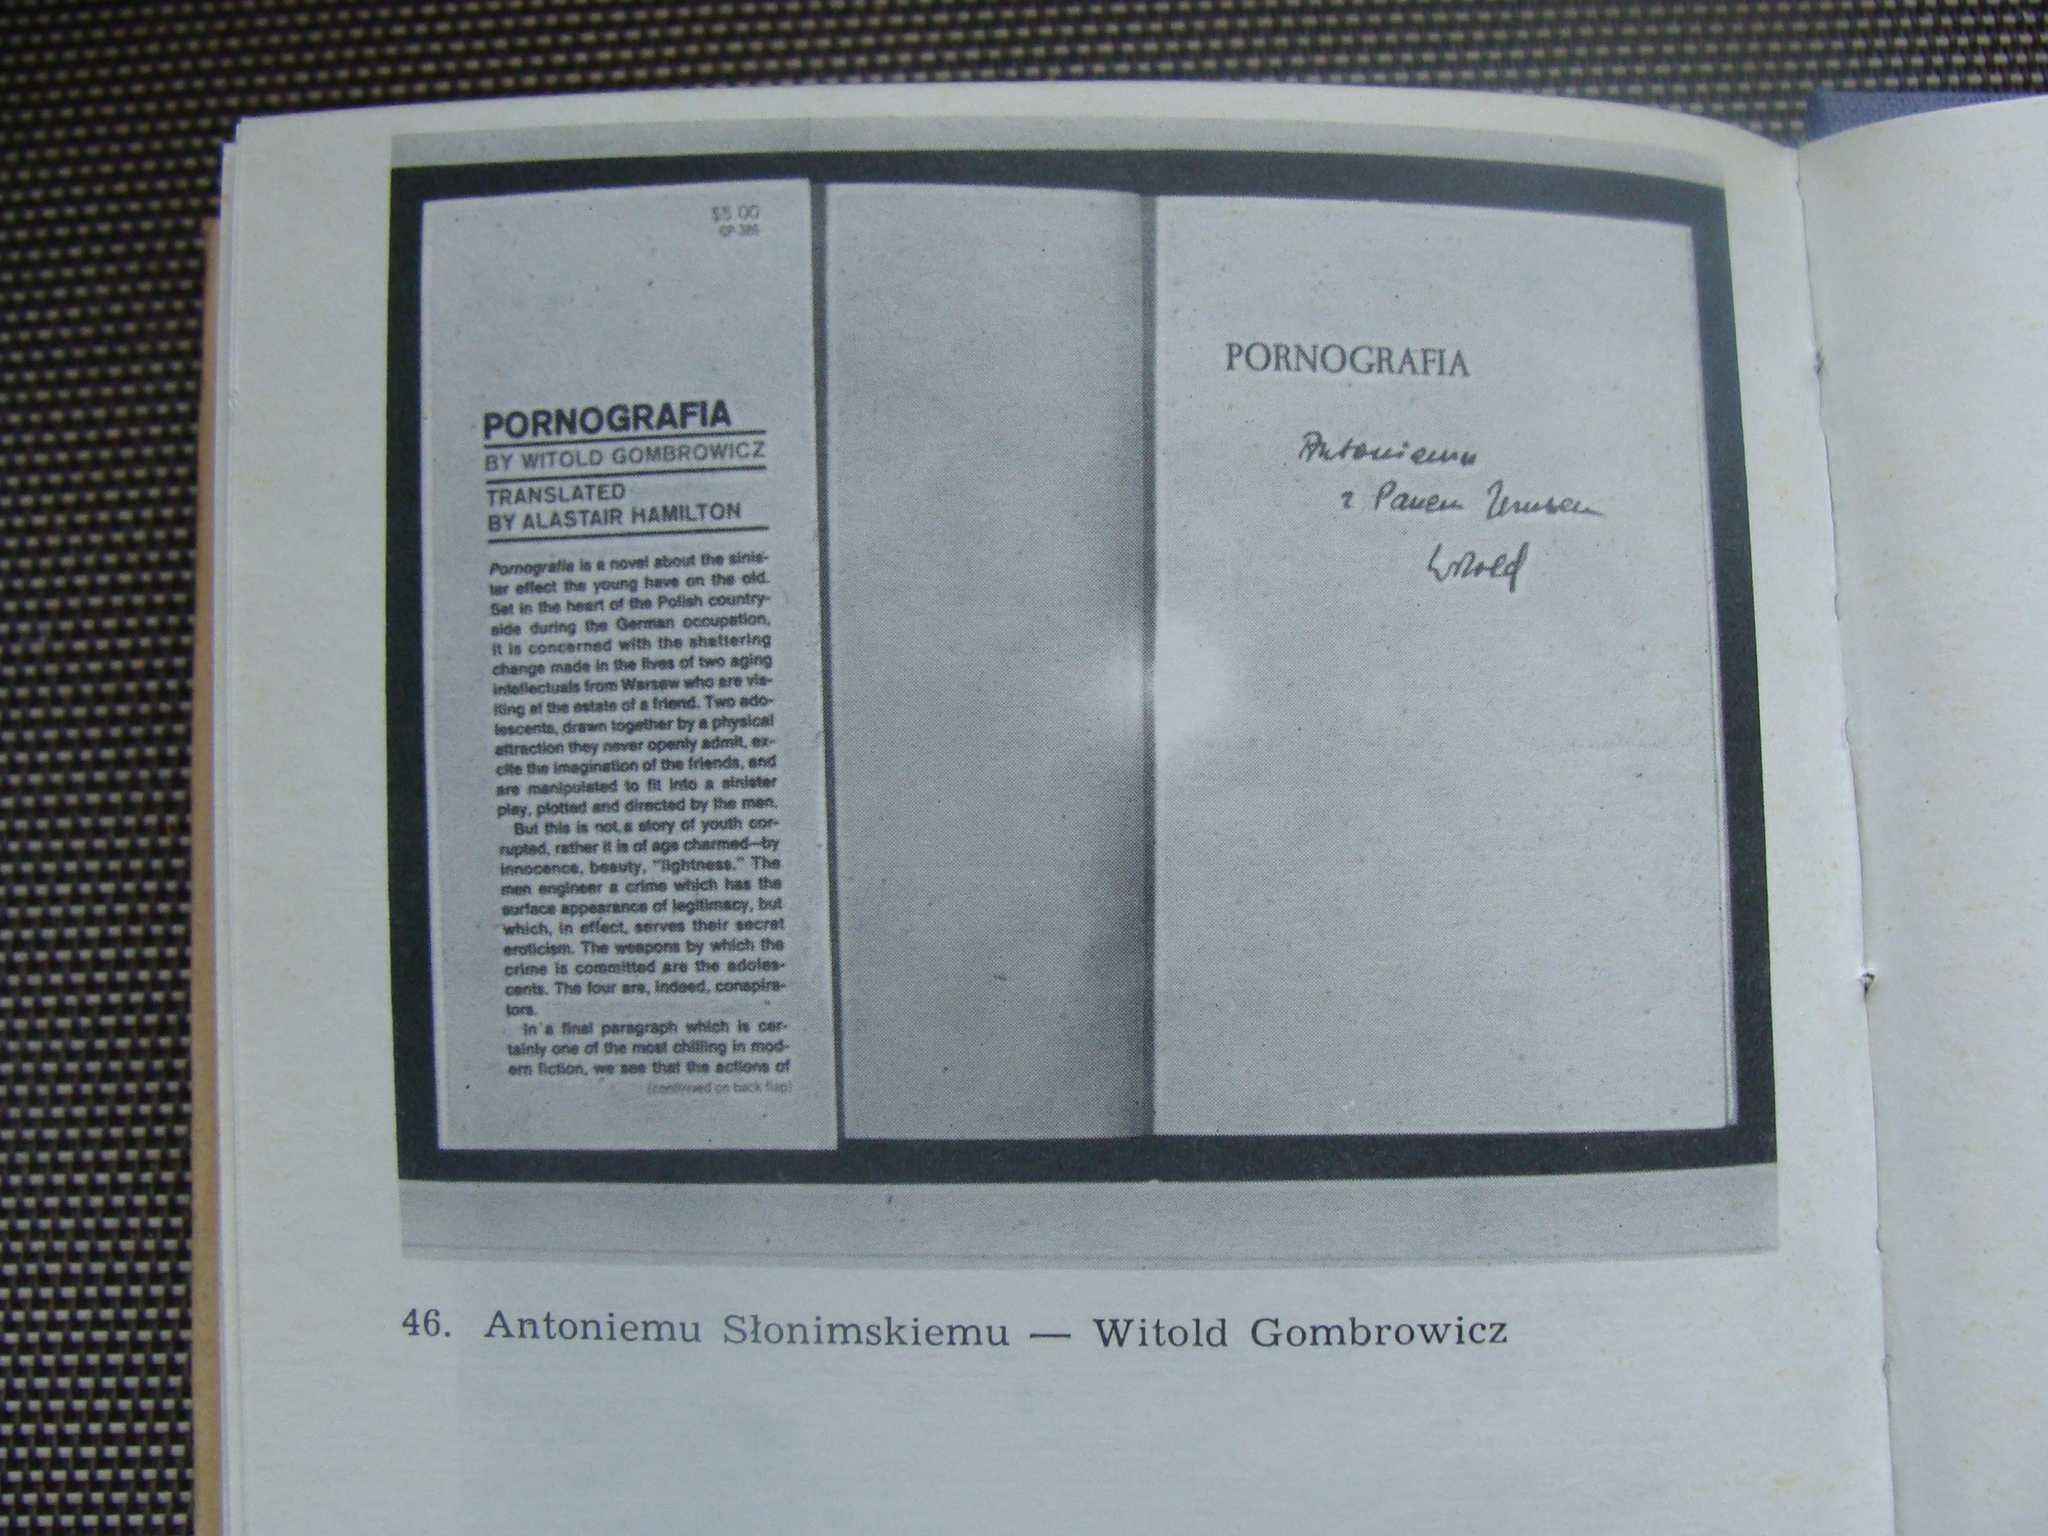 $5.00
GP-386
PORNOGRAFIA
BY WITOLD GOMBROWICZ
TRANSLATED
BY ALASTAIR HAMILTON
Pornografia is a novel about the sinis-
ter effect the young have on the old.
Set in the heart of the Polish country-
side during the German occupation,
it is concerned with the shattering
change made in the lives of two aging
intellectuals from Warsaw who are vis-
iting at the estate of a friend. Two ado-
lescents, drawn together by a physical
attraction they never openly admit, ex-
cite the imagination of the friends, and
are manipulated to fit into a sinister
play, plotted and directed by the men.
But this is not a story of youth cor-
rupted, rather it is of age charmed—by
innocence, beauty, "lightness." The
men engineer a crime which has the
surface appearance of legitimacy, but
which, in effect, serves their secret
eroticism. The weapons by which the
crime is committed are the adoles-
cents. The four are, indeed, conspira-
tors.
In a final paragraph which is cer-
tainly one of the most chilling in mod-
ern fiction, we see that the actions of
(continued on back flap)
PORNOGRAFIA
Antoniemu
z Panem
Witold
46. Antoniemu Słonimskiemu — Witold Gombrowicz